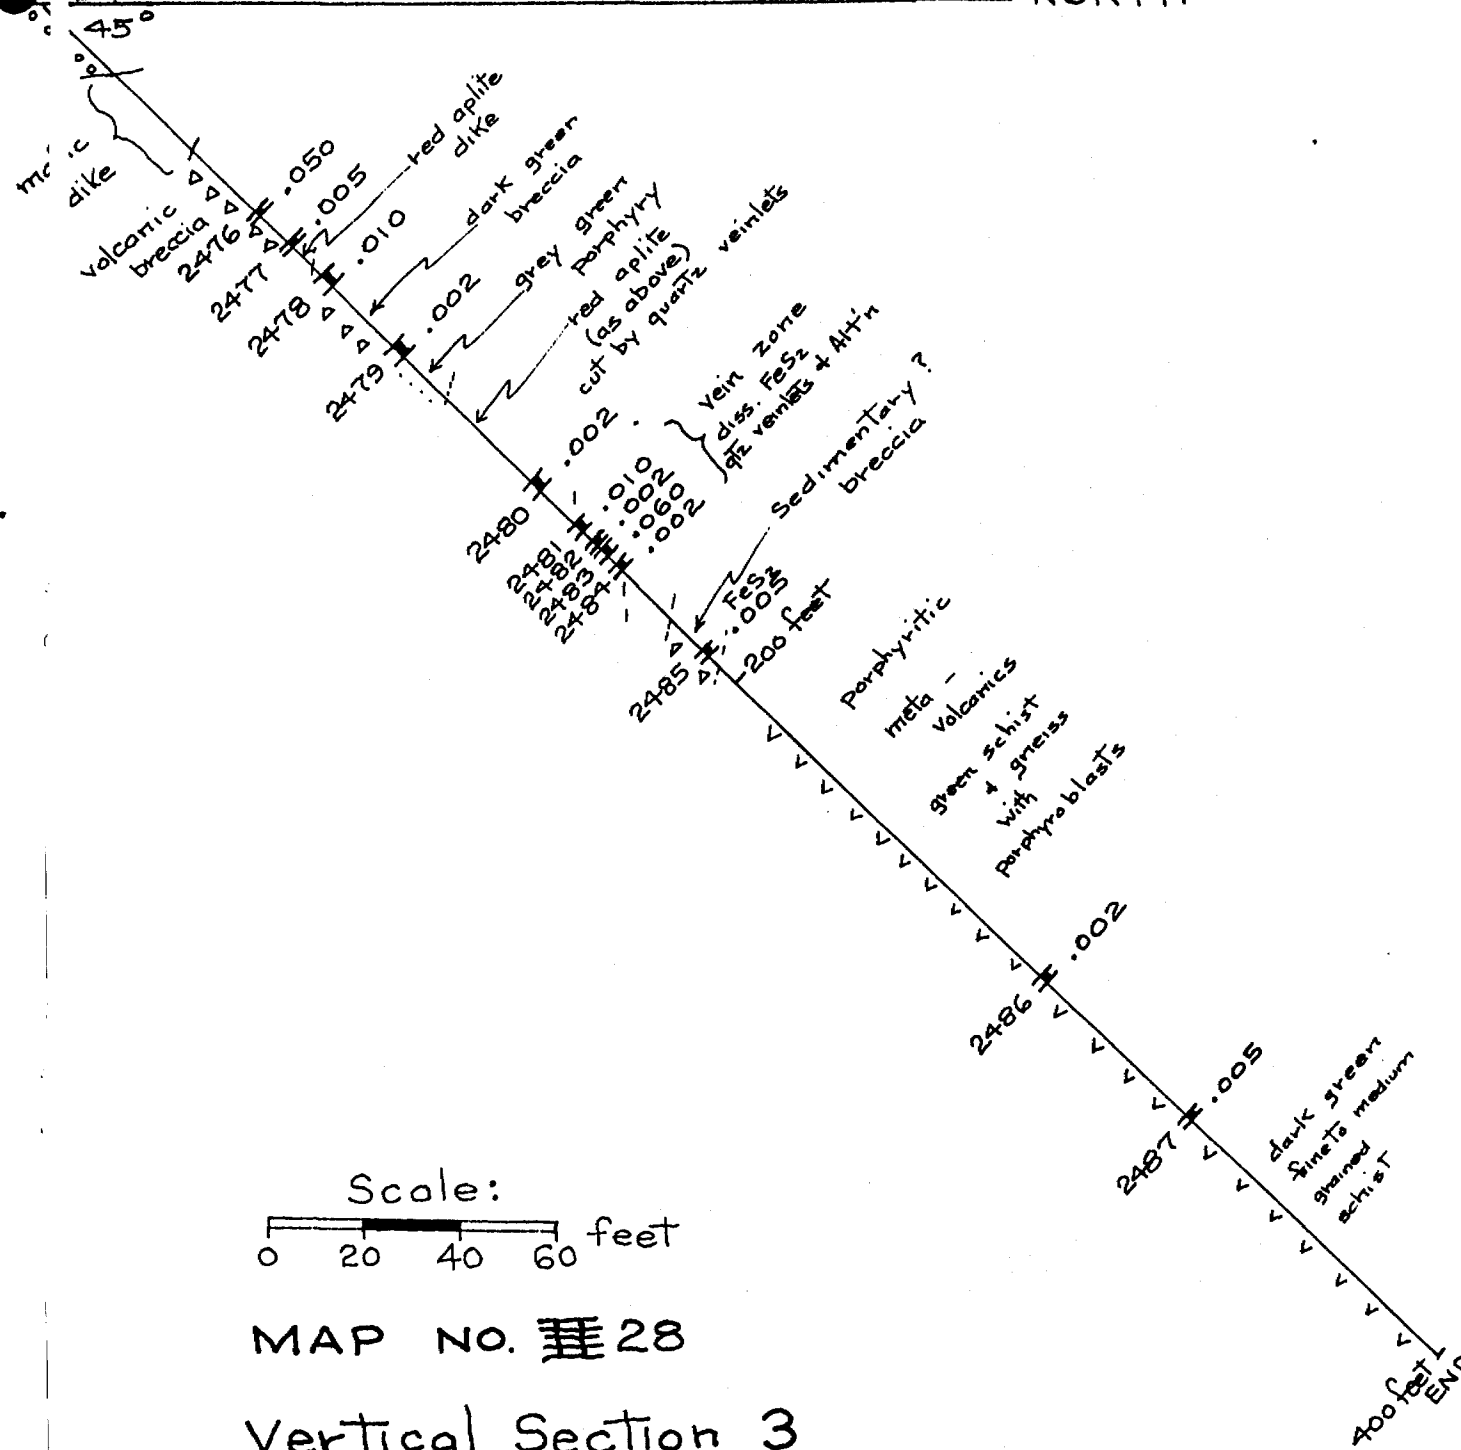 NORTH
45°
dike
volcanic
breccia
2476
.050
2477
.005
red aplite
dike
2478
.010
dark green
breccia
2479
.002
grey green
porphyry
red aplite
(as above)
cut by quartz veinlets
2480
.002
vein zone
diss. FeS2
qtz veinlets & Alt'n
2481
.010
2482
.002
2483
.060
2484
.002
Sedimentary ?
breccia
FeS2
2485
.005
200 feet
porphyritic
meta -
volcanics
green schist
& gneiss
with
porphyroblasts
2486
.002
2487
.005
dark green
fine to medium
grained
schist
400 feet
END
Scale:
0 20 40 60 feet
MAP NO. 28
Vertical Section 3